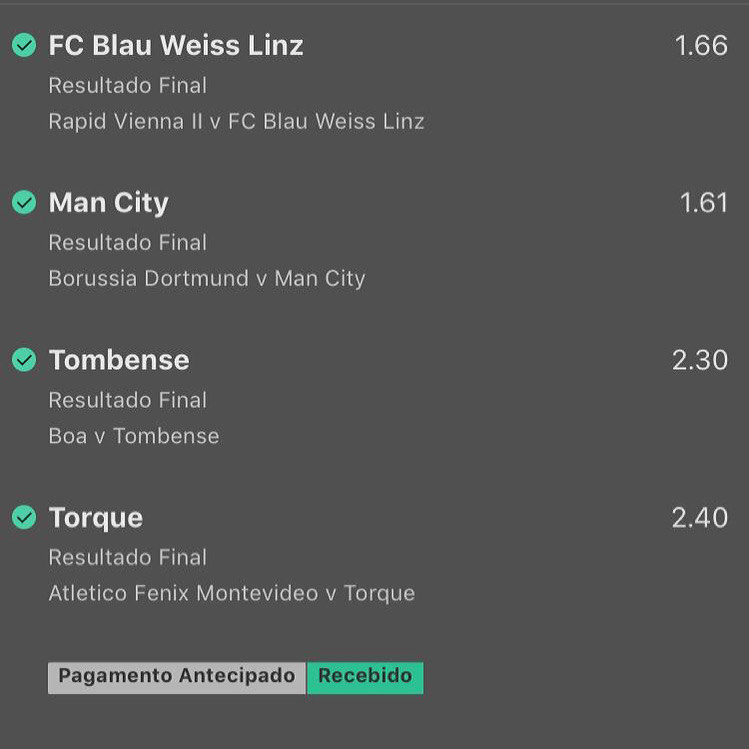 FC Blau Weiss Linz 1.66
Resultado Final
Rapid Vienna II v FC Blau Weiss Linz
Man City 1.61
Resultado Final
Borussia Dortmund v Man City
Tombense 2.30
Resultado Final
Boa v Tombense
Torque 2.40
Resultado Final
Atletico Fenix Montevideo v Torque
Pagamento Antecipado Recebido